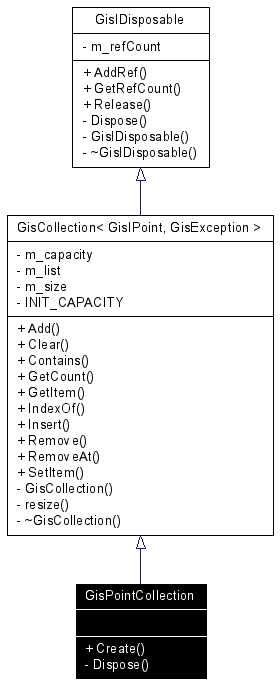 GisIDisposable
- m_refCount
+ AddRef()
+ GetRefCount()
+ Release()
- Dispose()
- GisIDisposable()
- ~GisIDisposable()
GisCollection< GisIPoint, GisException >
- m_capacity
- m_list
- m_size
- INIT_CAPACITY
+ Add()
+ Clear()
+ Contains()
+ GetCount()
+ GetItem()
+ IndexOf()
+ Insert()
+ Remove()
+ RemoveAt()
+ SetItem()
- GisCollection()
- resize()
- ~GisCollection()
GisPointCollection
+ Create()
- Dispose()